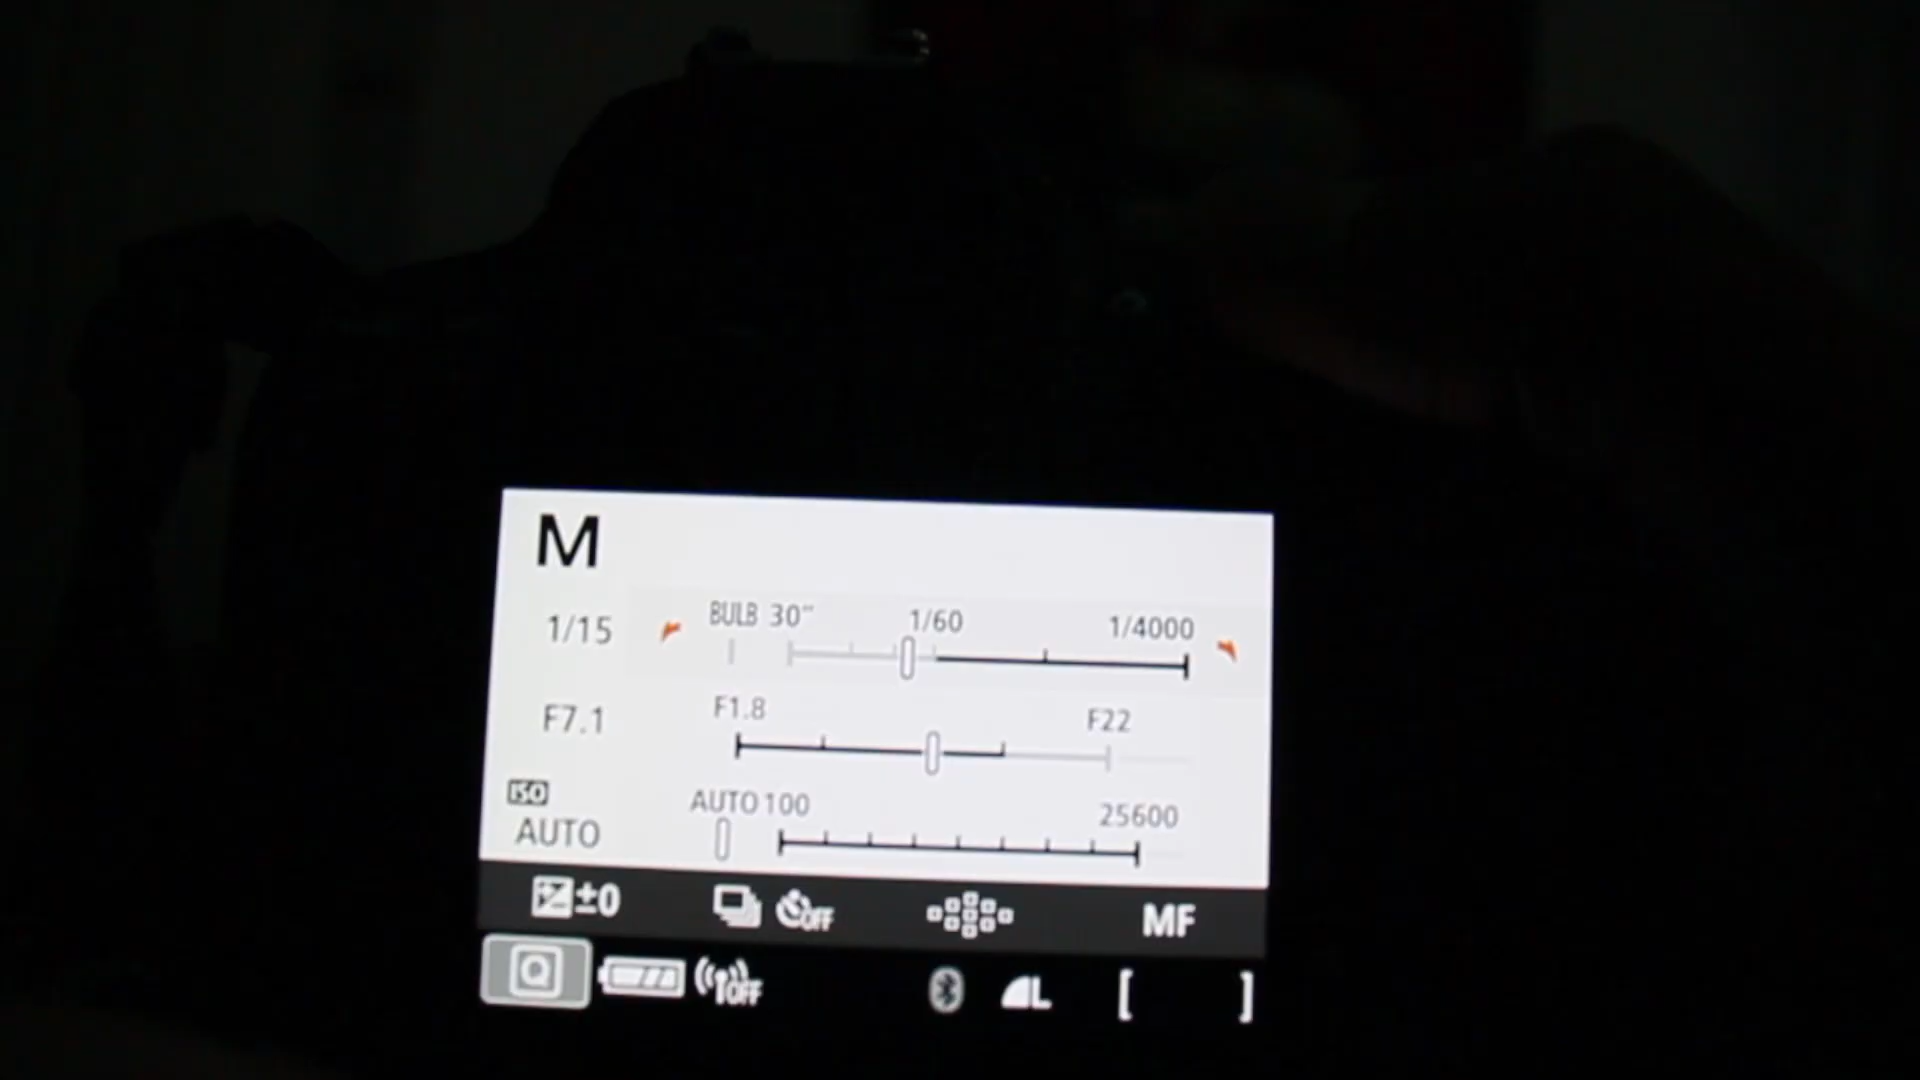 M
1/15 BULB 30" 1/60 1/4000
F7.1 F1.8 F22
ISO
AUTO AUTO 100 25600
±0 OFF MF
Q OFF L [ ]